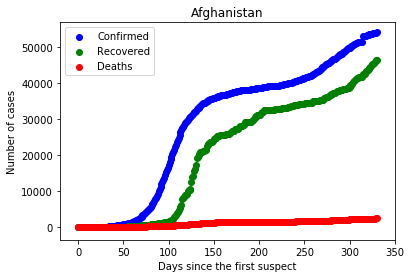 Afghanistan
Confirmed
Recovered
Deaths
Number of cases
50000
40000
30000
20000
10000
0
0 50 100 150 200 250 300 350
Days since the first suspect